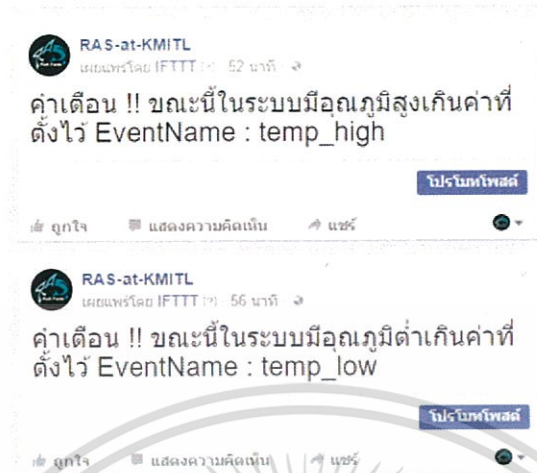 RAS-at-KMITL
เผยแพร่โดย IFTTT [?] · 52 นาที ·
คำเตือน !! ขณะนี้ในระบบมีอุณภูมิสูงเกินค่าที่
ตั้งไว้ EventName : temp_high
โปรโมทโพสต์
ถูกใจ แสดงความคิดเห็น แชร์
RAS-at-KMITL
เผยแพร่โดย IFTTT [?] · 56 นาที ·
คำเตือน !! ขณะนี้ในระบบมีอุณภูมิต่ำเกินค่าที่
ตั้งไว้ EventName : temp_low
โปรโมทโพสต์
ถูกใจ แสดงความคิดเห็น แชร์